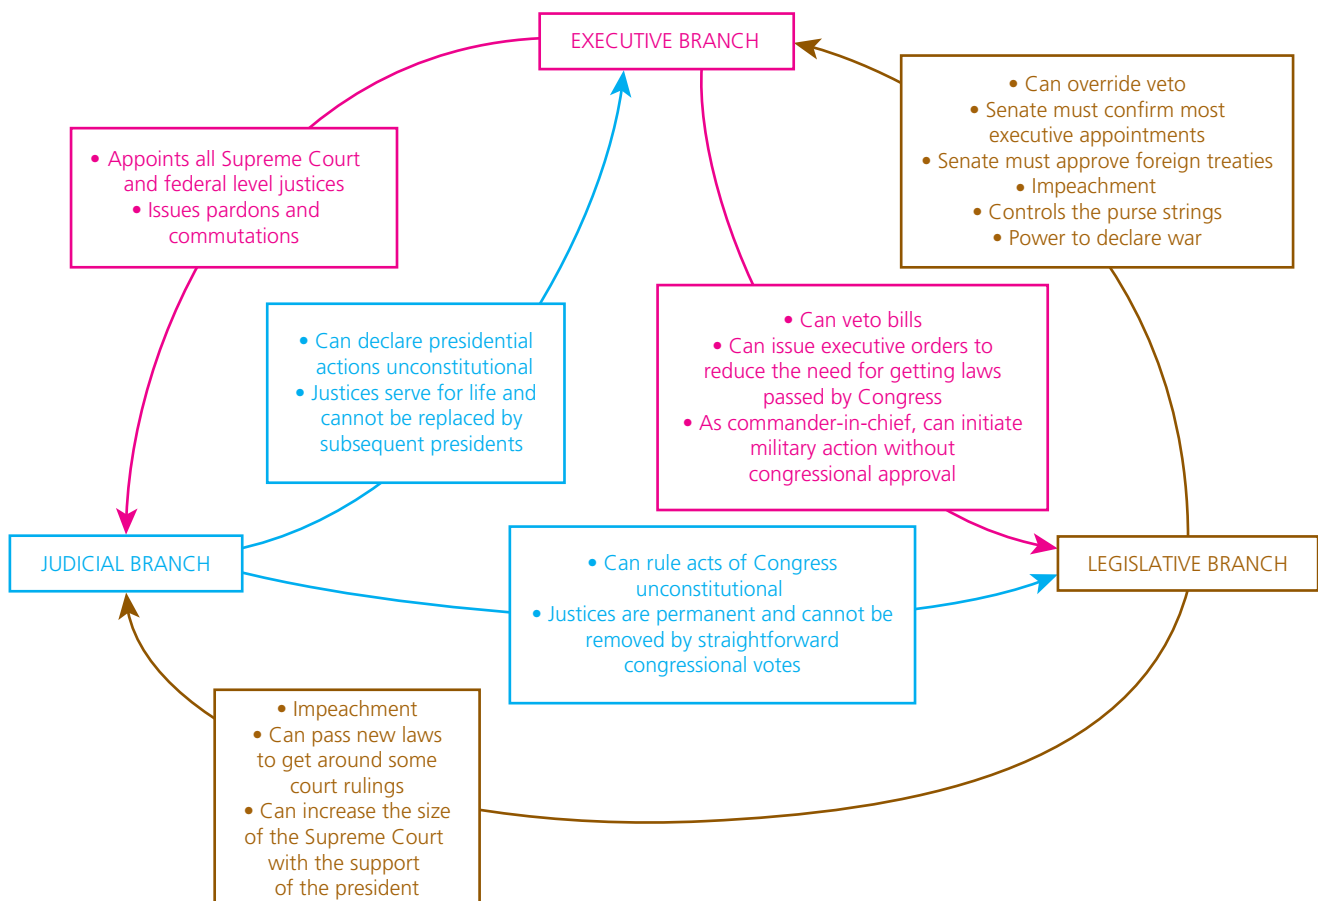 EXECUTIVE BRANCH
• Can override veto
• Senate must confirm most
executive appointments
• Senate must approve foreign treaties
• Impeachment
• Controls the purse strings
• Power to declare war
• Appoints all Supreme Court
and federal level justices
• Issues pardons and
commutations
• Can declare presidential
actions unconstitutional
• Justices serve for life and
cannot be replaced by
subsequent presidents
• Can veto bills
• Can issue executive orders to
reduce the need for getting laws
passed by Congress
• As commander-in-chief, can initiate
military action without
congressional approval
JUDICIAL BRANCH
• Can rule acts of Congress
unconstitutional
• Justices are permanent and cannot be
removed by straightforward
congressional votes
LEGISLATIVE BRANCH
• Impeachment
• Can pass new laws
to get around some
court rulings
• Can increase the size
of the Supreme Court
with the support
of the president